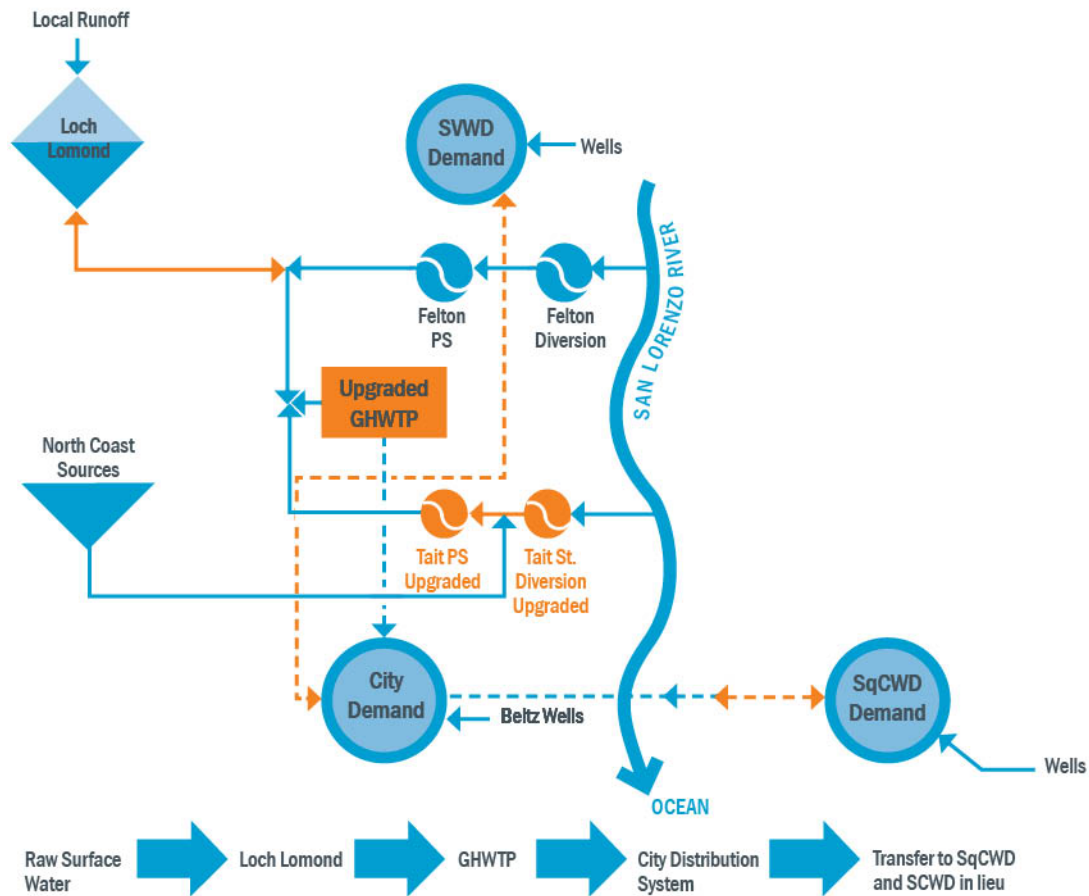 Local Runoff
Loch
Lomond
SVWD
Demand
Wells
SAN LORENZO RIVER
Felton
PS
Felton
Diversion
Upgraded
GHWTP
North Coast
Sources
Tait PS
Upgraded
Tait St.
Diversion
Upgraded
City
Demand
Beltz Wells
SqCWD
Demand
Wells
OCEAN
Raw Surface
Water
Loch Lomond
GHWTP
City Distribution
System
Transfer to SqCWD
and SCWD in lieu